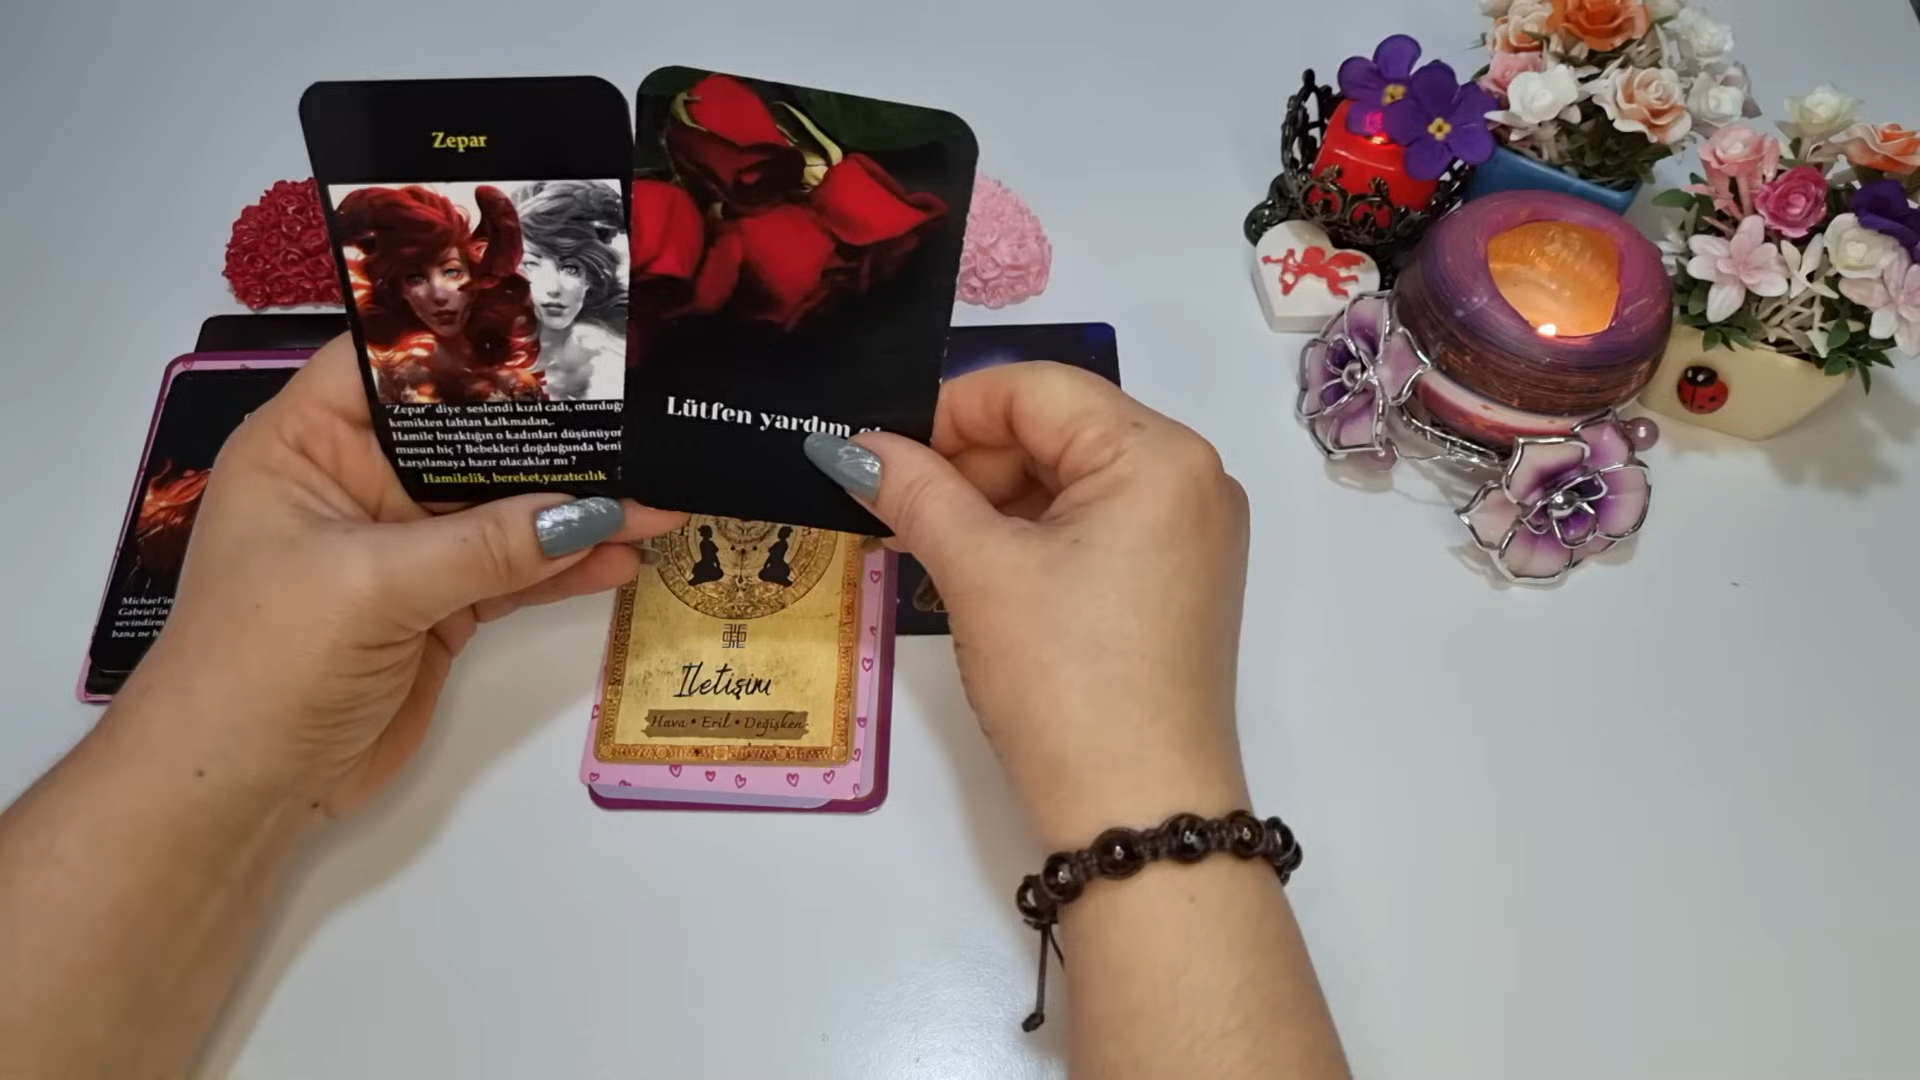 Zepar
"Zepar" diye seslendi kızıl cadı, oturduğu
kemikten tahtan kalkmadan,.
Hamile bıraktığın o kadınları düşünüyor
musun hiç ? Bebekleri doğduğunda beni
karşılamaya hazır olacaklar mı ?
Hamilelik, bereket,yaratıcılık
Lütfen yardım
Michael'in
Gabriel'in
sevindirm
bana ne
İletişim
Hava • Eril • Değişken